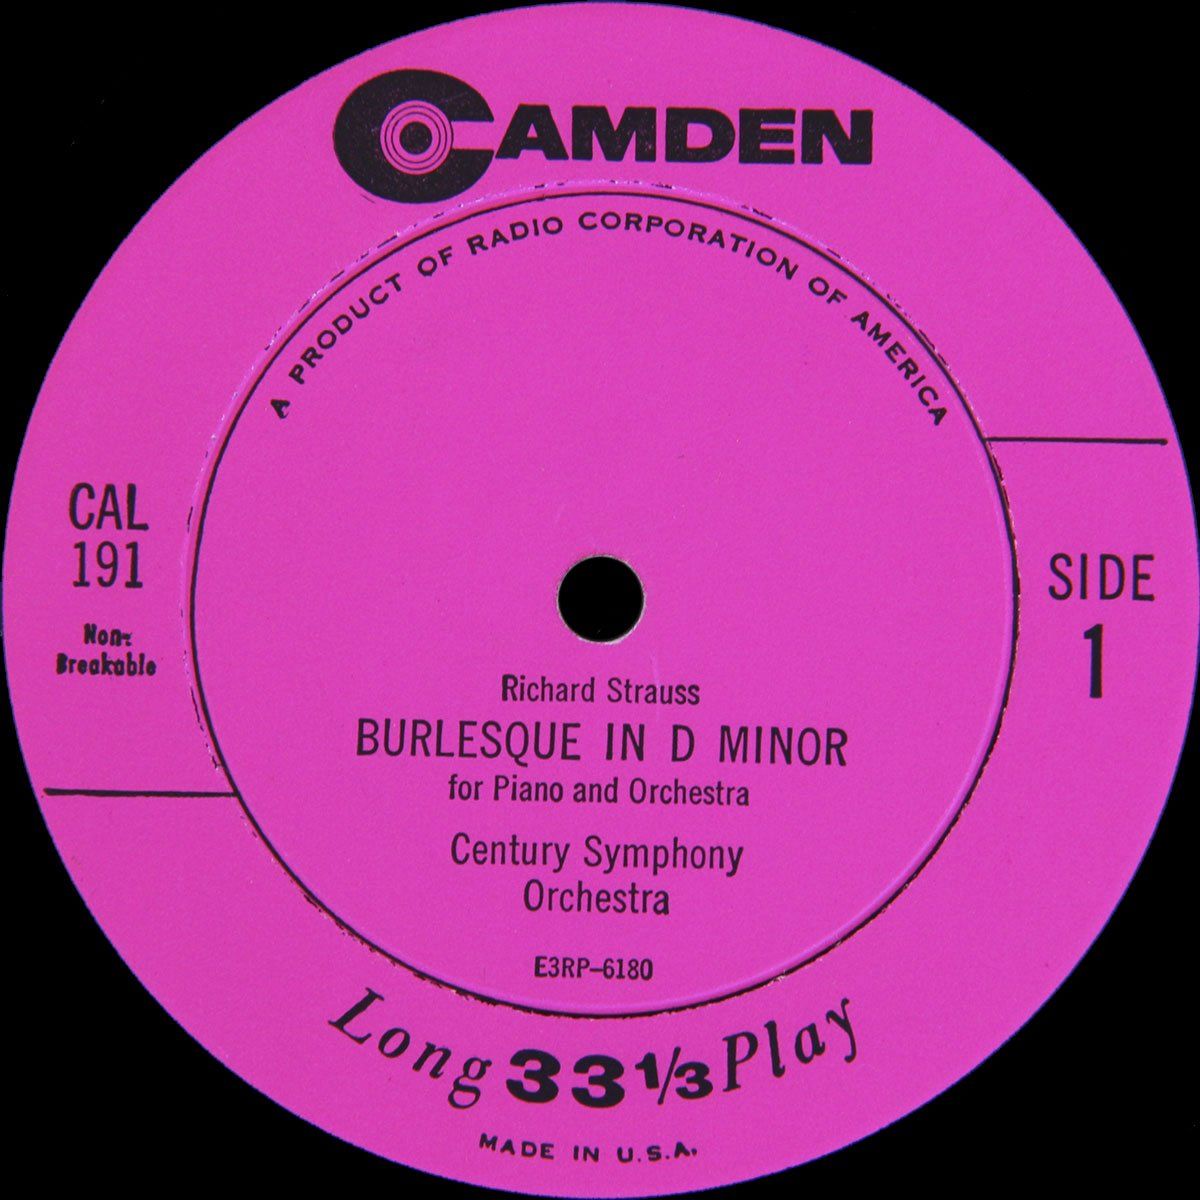 CAMDEN
A PRODUCT OF RADIO CORPORATION OF AMERICA
CAL
191
Non-
Breakable
SIDE
1
Richard Strauss
BURLESQUE IN D MINOR
for Piano and Orchestra
Century Symphony
Orchestra
E3RP-6180
Long 33 1/3 Play
MADE IN U.S.A.